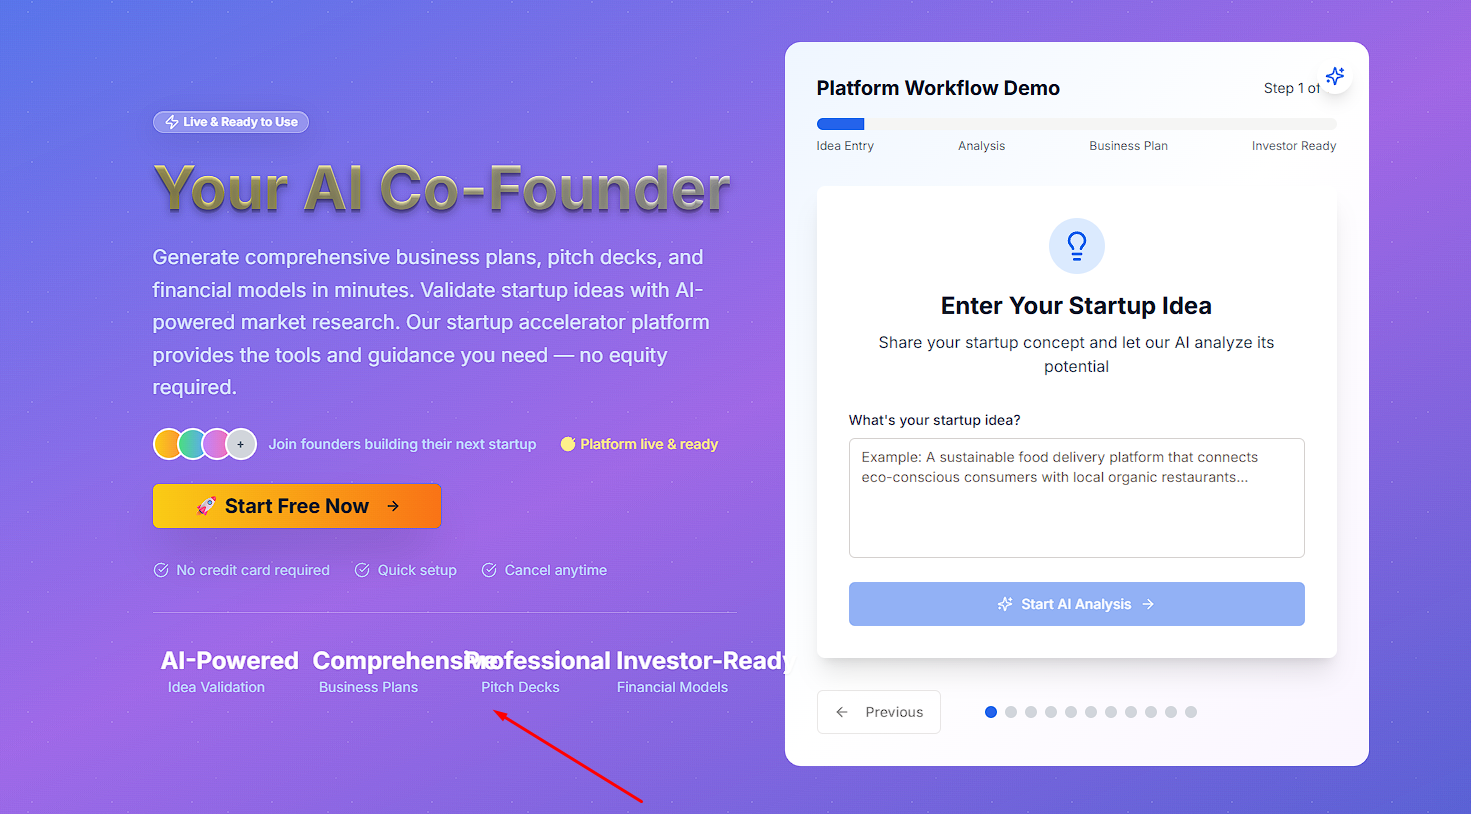 Live & Ready to Use
Your AI Co-Founder
Generate comprehensive business plans, pitch decks, and
financial models in minutes. Validate startup ideas with AI-
powered market research. Our startup accelerator platform
provides the tools and guidance you need — no equity
required.
+
Join founders building their next startup
Platform live & ready
🚀 Start Free Now →
No credit card required
Quick setup
Cancel anytime
AI-Powered
Idea Validation
Comprehensive
Business Plans
Professional
Pitch Decks
Investor-Ready
Financial Models
Platform Workflow Demo
Step 1 of
Idea Entry
Analysis
Business Plan
Investor Ready
Enter Your Startup Idea
Share your startup concept and let our AI analyze its
potential
What's your startup idea?
Example: A sustainable food delivery platform that connects
eco-conscious consumers with local organic restaurants...
Start AI Analysis →
← Previous